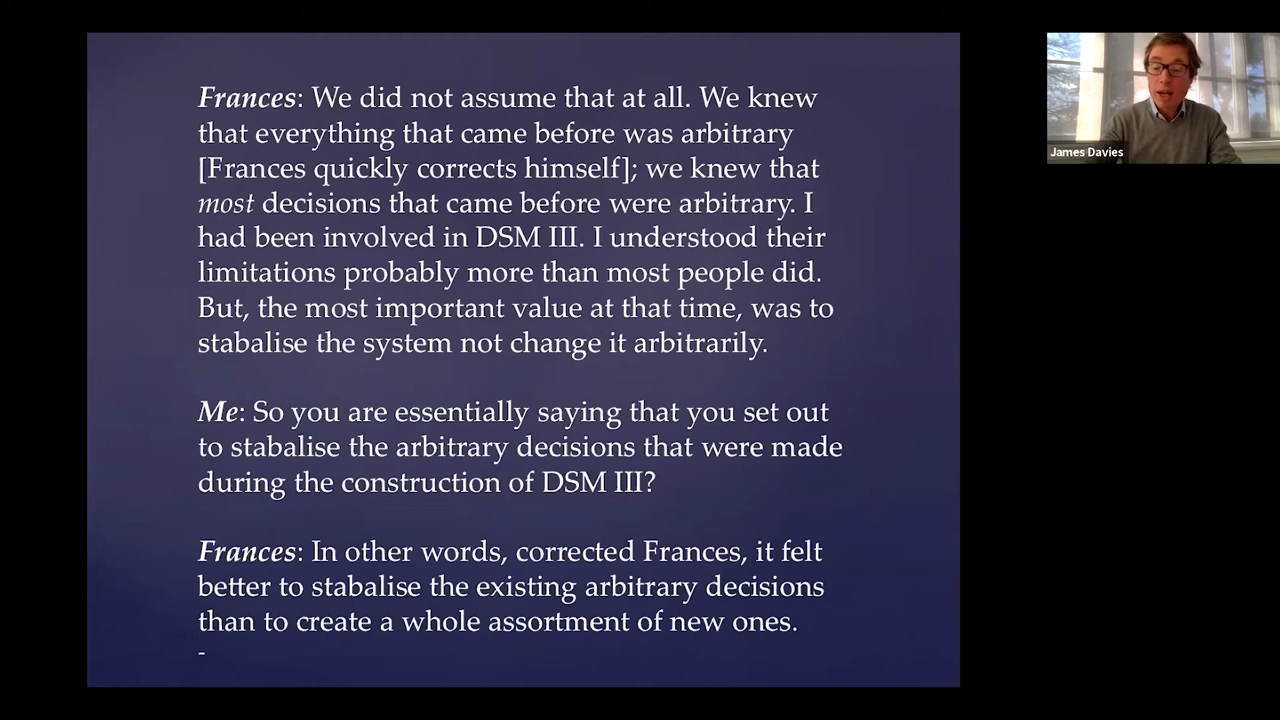 Frances: We did not assume that at all. We knew
that everything that came before was arbitrary
[Frances quickly corrects himself]; we knew that
most decisions that came before were arbitrary. I
had been involved in DSM III. I understood their
limitations probably more than most people did.
But, the most important value at that time, was to
stabalise the system not change it arbitrarily.
Me: So you are essentially saying that you set out
to stabalise the arbitrary decisions that were made
during the construction of DSM III?
Frances: In other words, corrected Frances, it felt
better to stabalise the existing arbitrary decisions
than to create a whole assortment of new ones.
-
James Davies